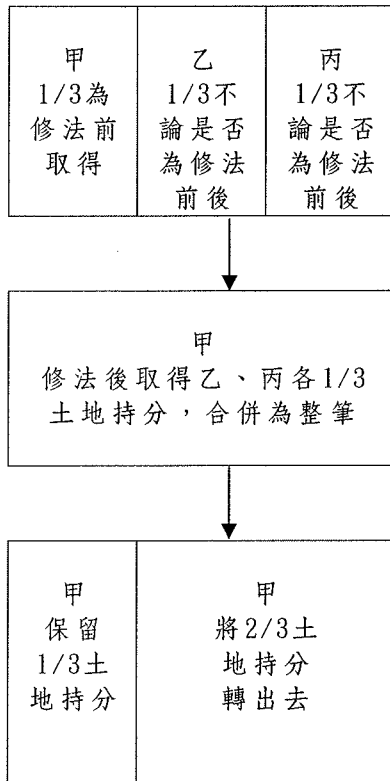 甲
1/3為
修法前
取得
乙
1/3不
論是否
為修法
前後
丙
1/3不
論是否
為修法
前後
甲
修法後取得乙、丙各1/3
土地持分，合併為整筆
甲
保留
1/3土
地持分
甲
將2/3土
地持分
轉出去